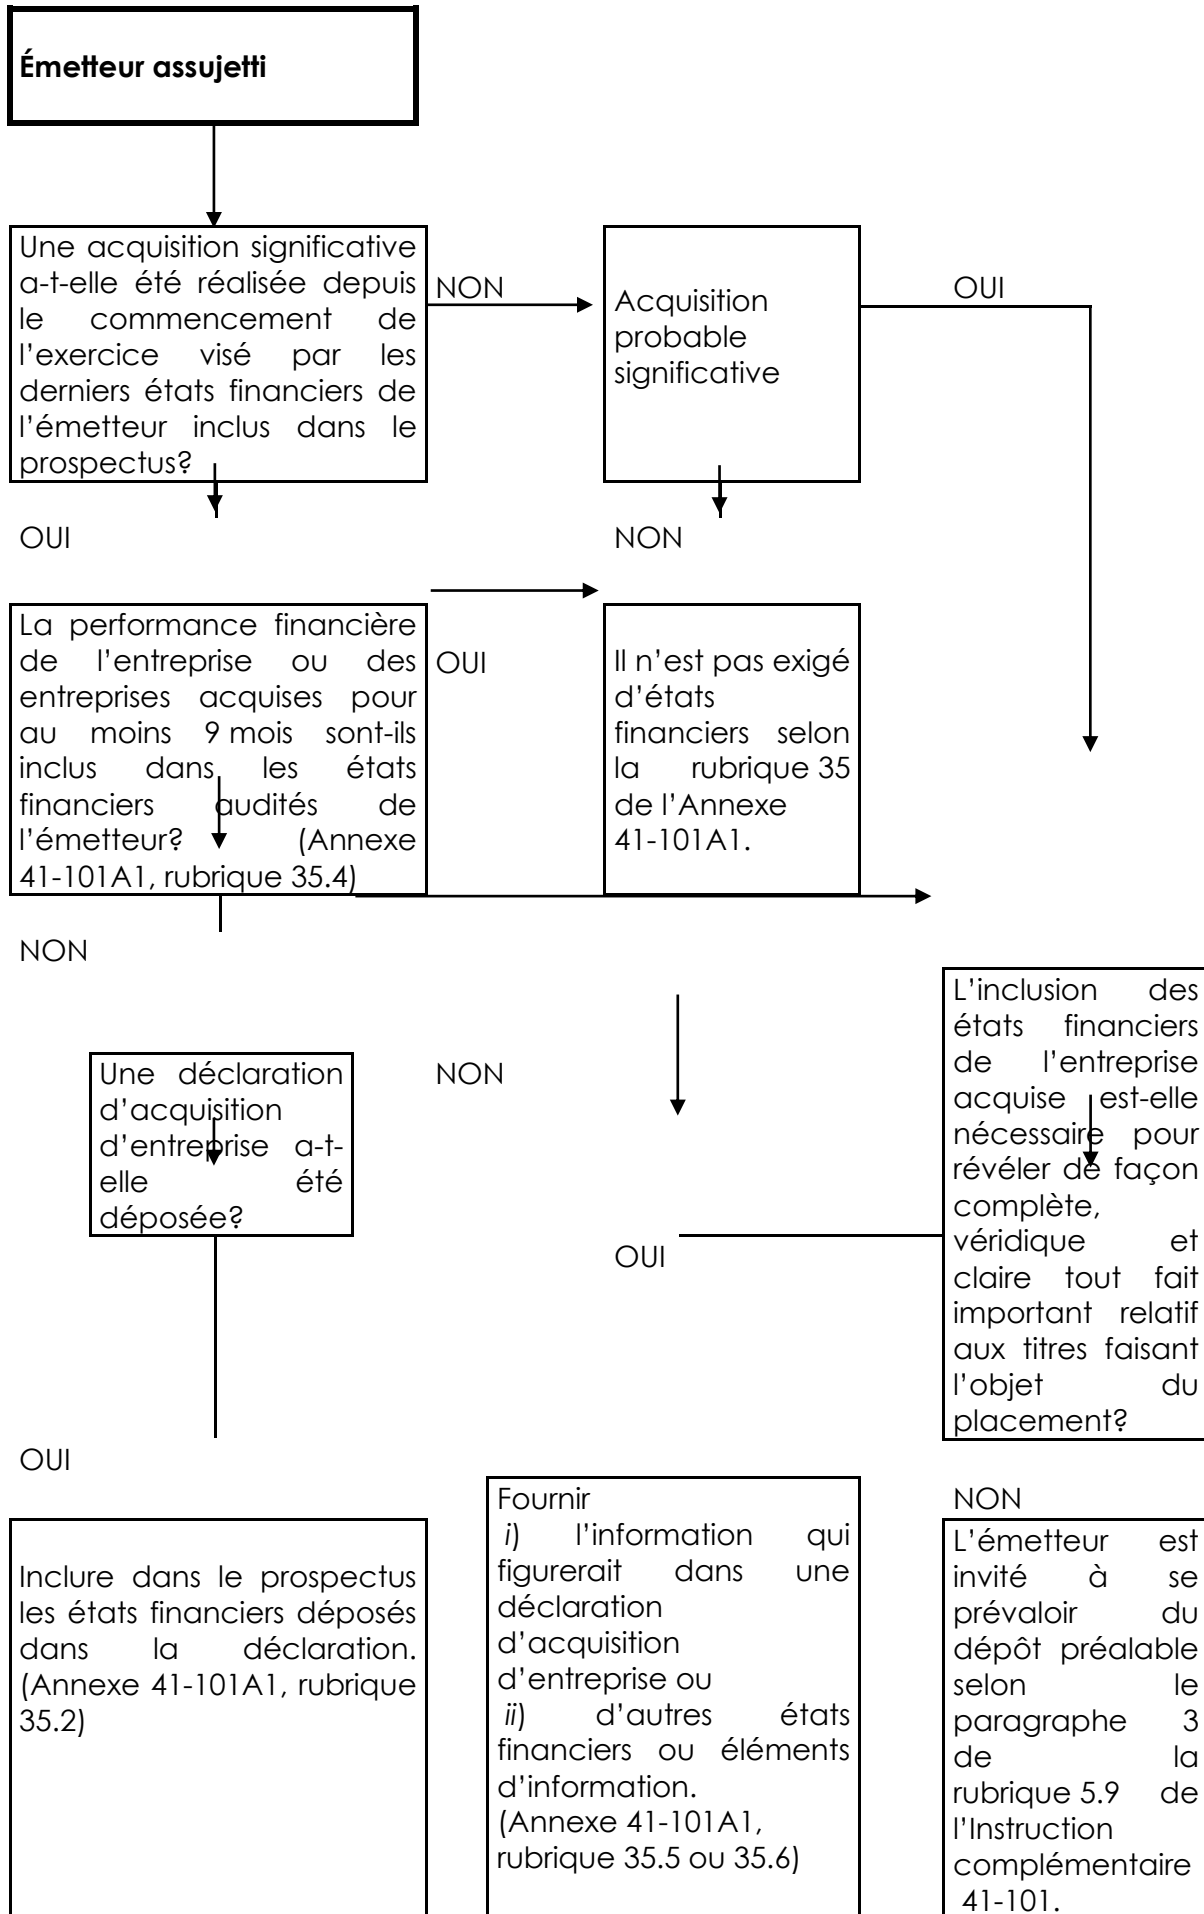 Émetteur assujetti
Une acquisition significative
a-t-elle été réalisée depuis
le commencement de
l’exercice visé par les
derniers états financiers de
l’émetteur inclus dans le
prospectus?
NON
Acquisition
probable
significative
OUI
OUI
NON
La performance financière
de l’entreprise ou des
entreprises acquises pour
au moins 9 mois sont-ils
inclus dans les états
financiers audités de
l’émetteur? (Annexe
41-101A1, rubrique 35.4)
OUI
Il n’est pas exigé
d’états
financiers selon
la rubrique 35
de l’Annexe
41-101A1.
NON
Une déclaration
d’acquisition
d’entreprise a-t-
elle été
déposée?
NON
L’inclusion des
états financiers
de l’entreprise
acquise est-elle
nécessaire pour
révéler de façon
complète,
véridique et
claire tout fait
important relatif
aux titres faisant
l’objet du
placement?
OUI
OUI
NON
Inclure dans le prospectus
les états financiers déposés
dans la déclaration.
(Annexe 41-101A1, rubrique
35.2)
Fournir
i) l’information qui
figurerait dans une
déclaration
d’acquisition
d’entreprise ou
ii) d’autres états
financiers ou éléments
d’information.
(Annexe 41-101A1,
rubrique 35.5 ou 35.6)
L’émetteur est
invité à se
prévaloir du
dépôt préalable
selon le
paragraphe 3
de la
rubrique 5.9 de
l’Instruction
complémentaire
41-101.